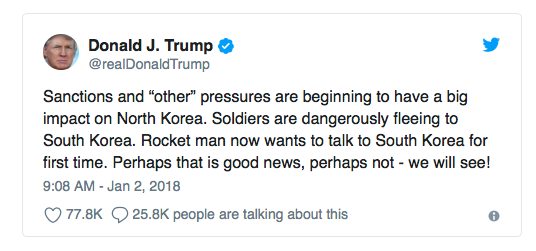 Donald J. Trump
@realDonaldTrump
Sanctions and “other” pressures are beginning to have a big
impact on North Korea. Soldiers are dangerously fleeing to
South Korea. Rocket man now wants to talk to South Korea for
first time. Perhaps that is good news, perhaps not - we will see!
9:08 AM - Jan 2, 2018
77.8K 25.8K people are talking about this